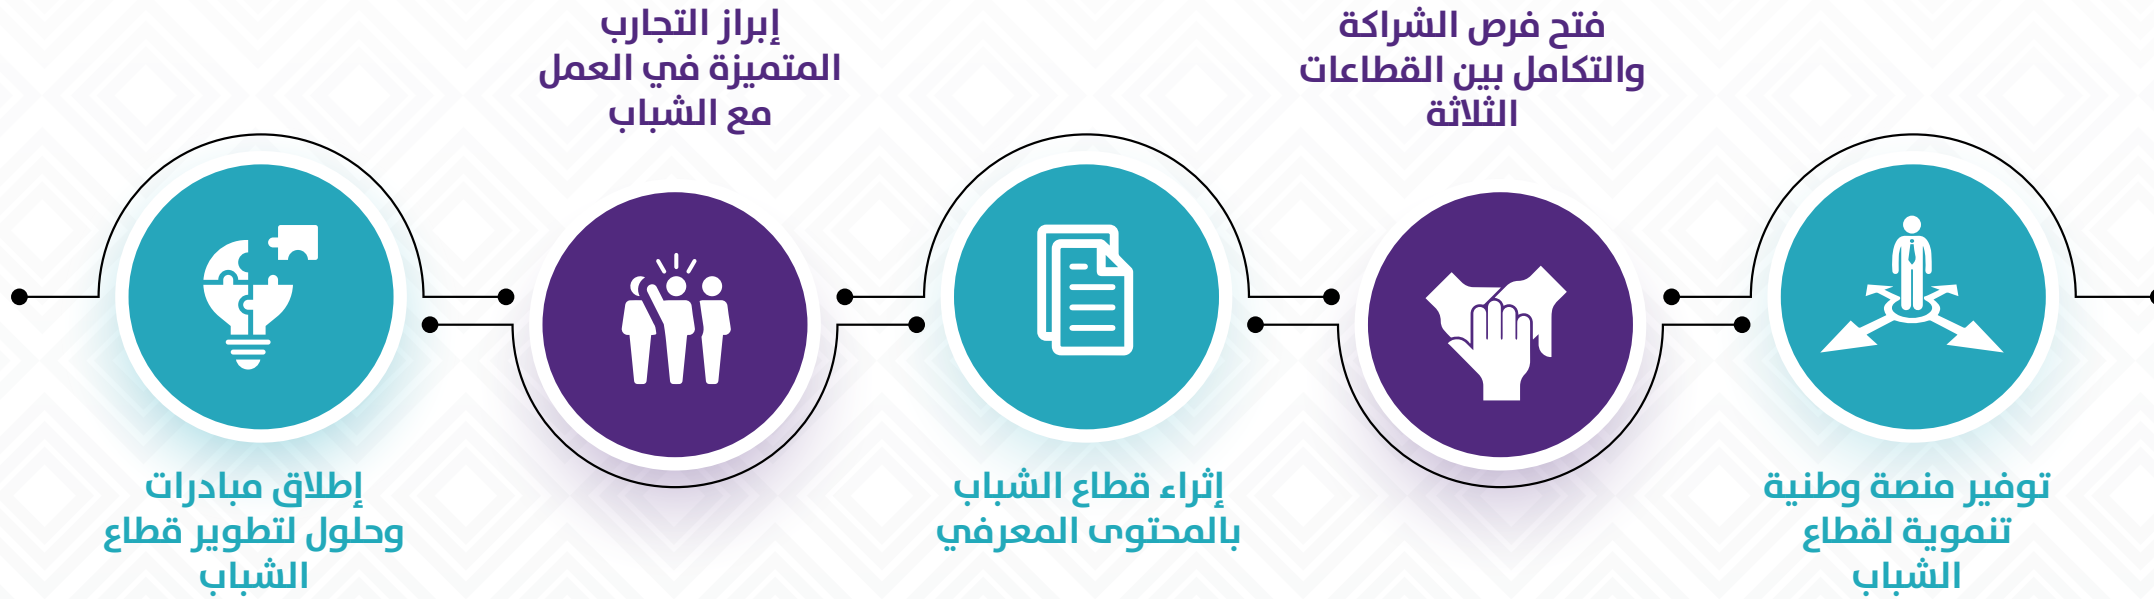 توفير منصة وطنية
تنموية لقطاع
الشباب
فتح فرص الشراكة
والتكامل بين القطاعات
الثلاثة
إثراء قطاع الشباب
بالمحتوى المعرفي
إبراز التجارب
المتميزة في العمل
مع الشباب
إطلاق مبادرات
وحلول لتطوير قطاع
الشباب